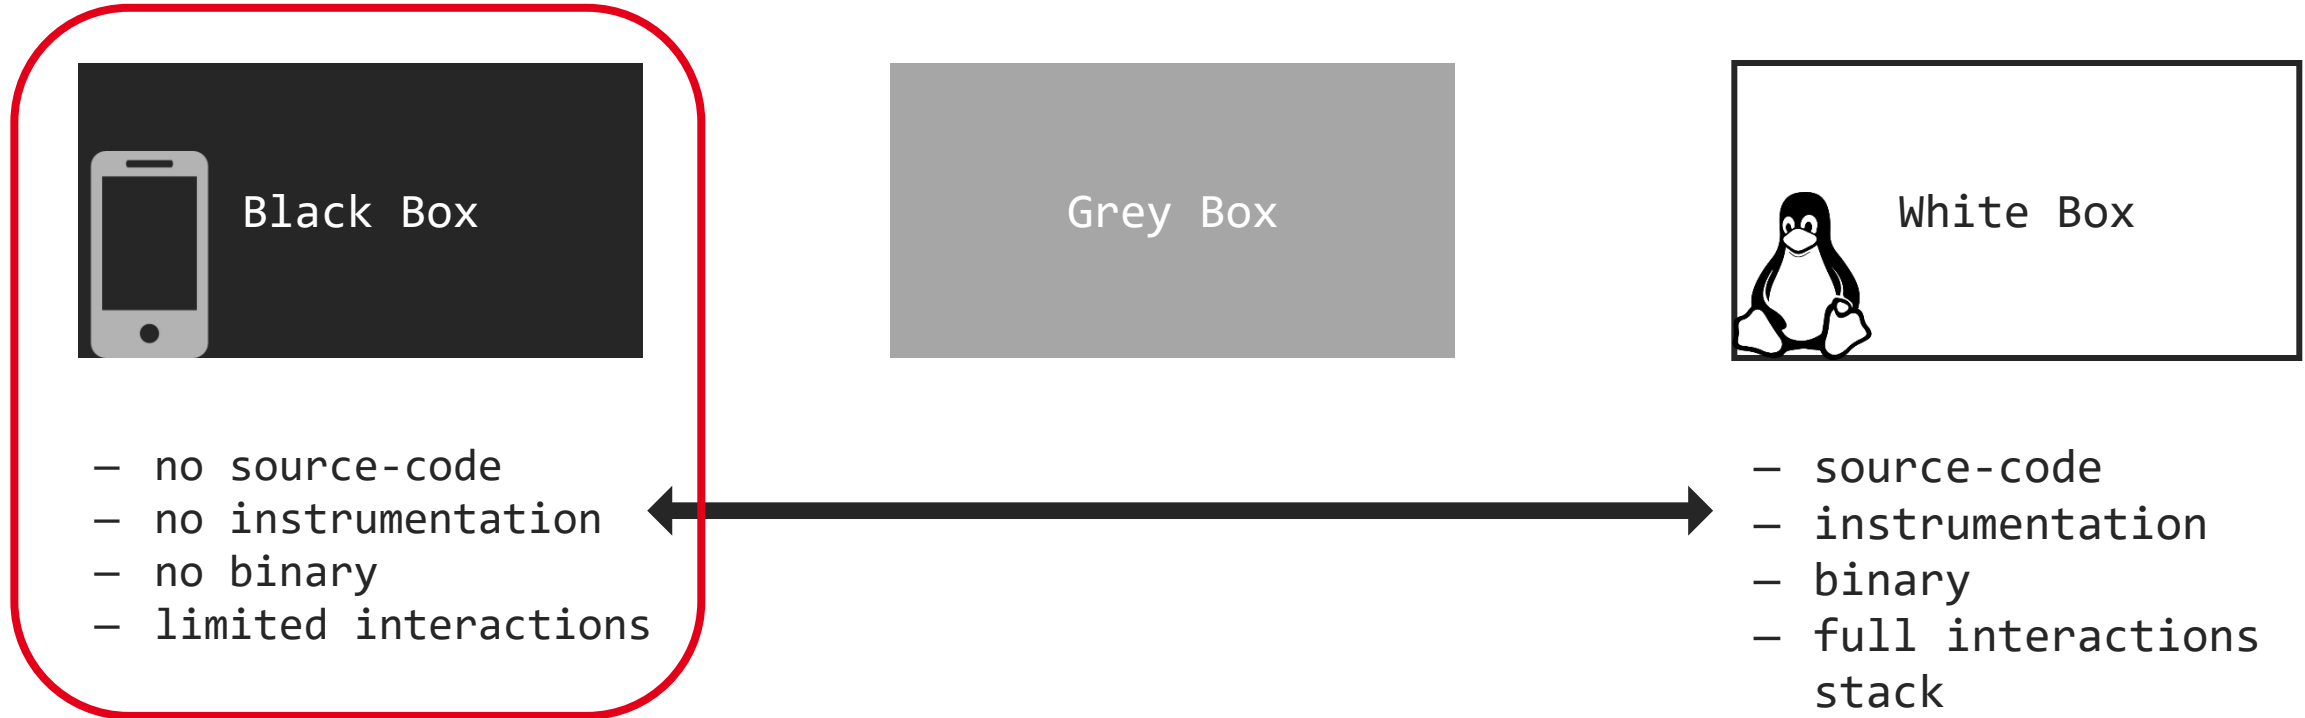 Black Box
Grey Box
White Box
– no source-code
– no instrumentation
– no binary
– limited interactions
– source-code
– instrumentation
– binary
– full interactions
stack